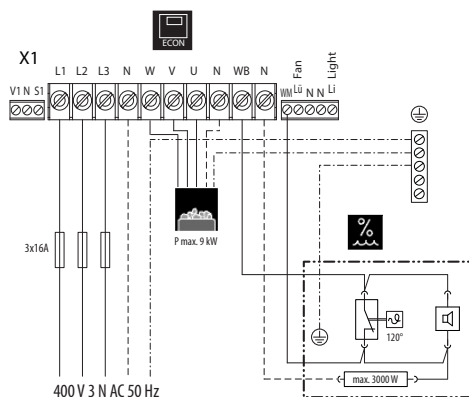 ECON
X1
V1 N S1
L1 L2 L3 N W V U N WB N
WM
Fan
Lü
N N
Light
Li
3x16A
P max. 9 kW
%
120°
max. 3000 W
400 V 3 N AC 50 Hz